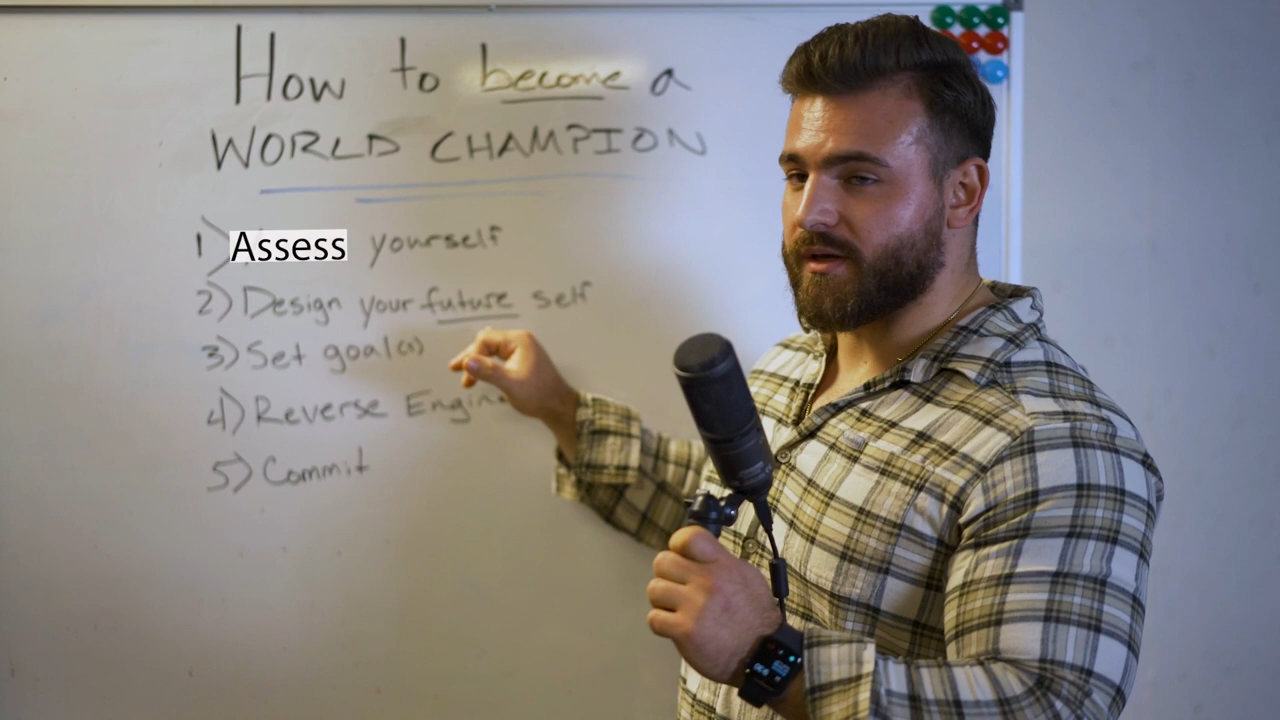 How to become a
WORLD CHAMPION
1) Assess yourself
2) Design your future self
3) Set goal(s)
4) Reverse Engin
5) Commit